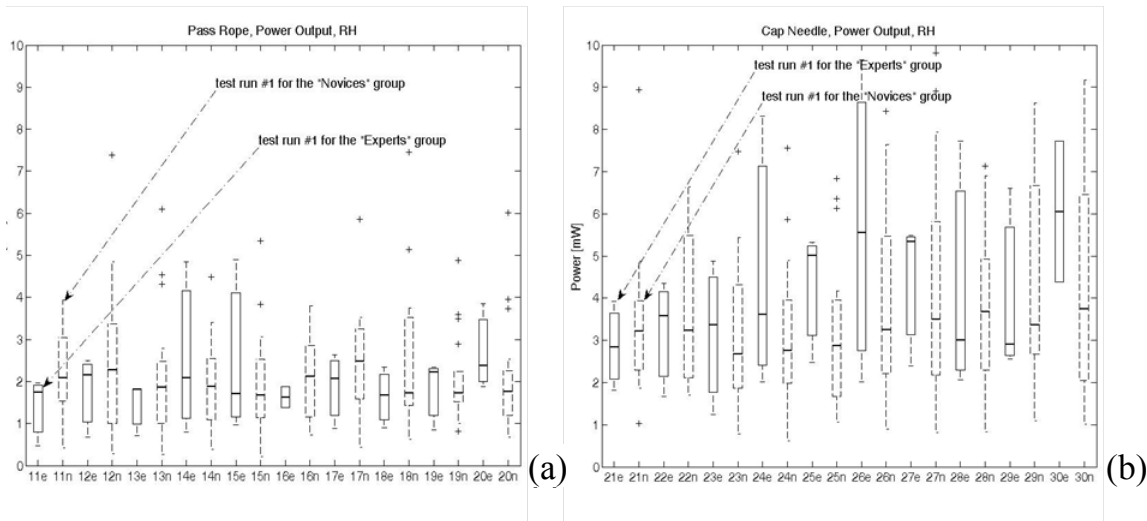 Pass Rope, Power Output, RH
10
9
8
7
6
5
4
3
2
1
0
test run #1 for the "Novices" group
test run #1 for the "Experts" group
11e 11n 12e 12n 13e 13n 14e 14n 15e 15n 16e 16n 17e 17n 18e 18n 19e 19n 20e 20n
(a)
Cap Needle, Power Output, RH
Power [mW]
10
9
8
7
6
5
4
3
2
1
0
test run #1 for the "Experts" group
test run #1 for the "Novices" group
21e 21n 22e 22n 23e 23n 24e 24n 25e 25n 26e 26n 27e 27n 28e 28n 29e 29n 30e 30n
(b)